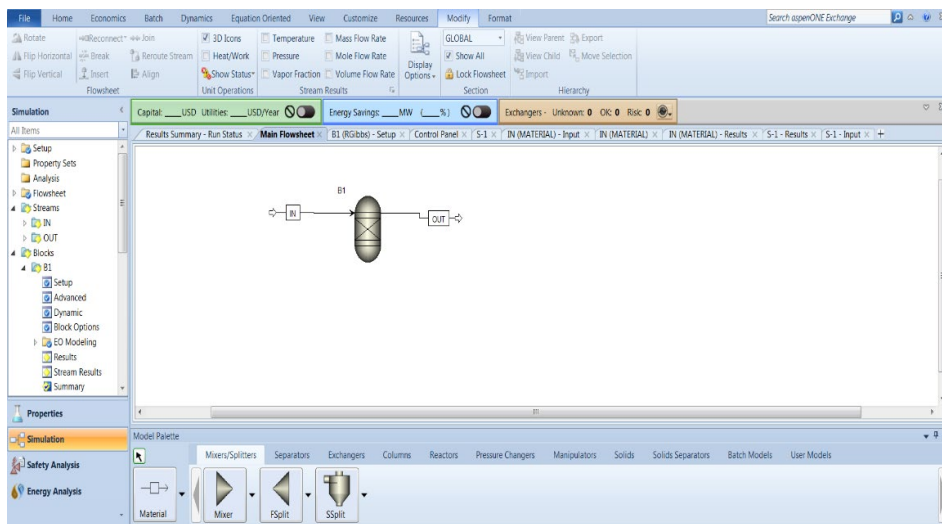 File Home Economics Batch Dynamics Equation Oriented View Customize Resources Modify Format Search aspenONE Exchange
Rotate Reconnect Join 3D Icons Temperature Mass Flow Rate GLOBAL View Parent Export
Flip Horizontal Break Reroute Stream Heat/Work Pressure Mole Flow Rate Show All View Child Move Selection
Flip Vertical Insert Align Show Status Vapor Fraction Volume Flow Rate Display Options Lock Flowsheet Import
Flowsheet Unit Operations Stream Results Section Hierarchy
Simulation Capital: ___USD Utilities: ___USD/Year Energy Savings: ___MW (___%) Exchangers - Unknown: 0 OK: 0 Risk: 0
All Items Results Summary - Run Status Main Flowsheet B1 (RGibbs) - Setup Control Panel S-1 IN (MATERIAL) - Input IN (MATERIAL) IN (MATERIAL) - Results S-1 - Results S-1 - Input +
Setup
Property Sets
Analysis
Flowsheet
Streams
IN
OUT
Blocks
B1
Setup
Advanced
Dynamic
Block Options
EO Modeling
Results
Stream Results
Summary
B1
IN
OUT
Properties
Simulation
Safety Analysis
Energy Analysis
Model Palette
Mixers/Splitters Separators Exchangers Columns Reactors Pressure Changers Manipulators Solids Solids Separators Batch Models User Models
Material Mixer FSplit SSplit